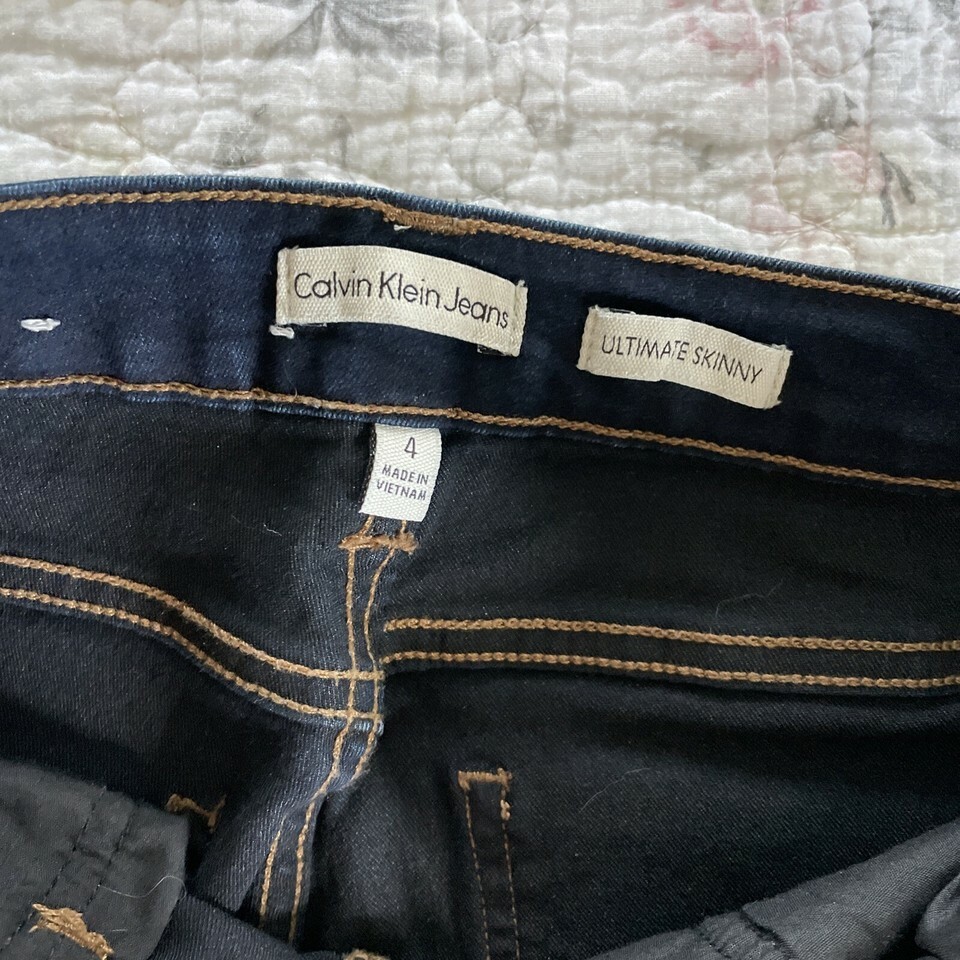 Calvin Klein Jeans
ULTIMATE SKINNY
4
MADE IN
VIETNAM